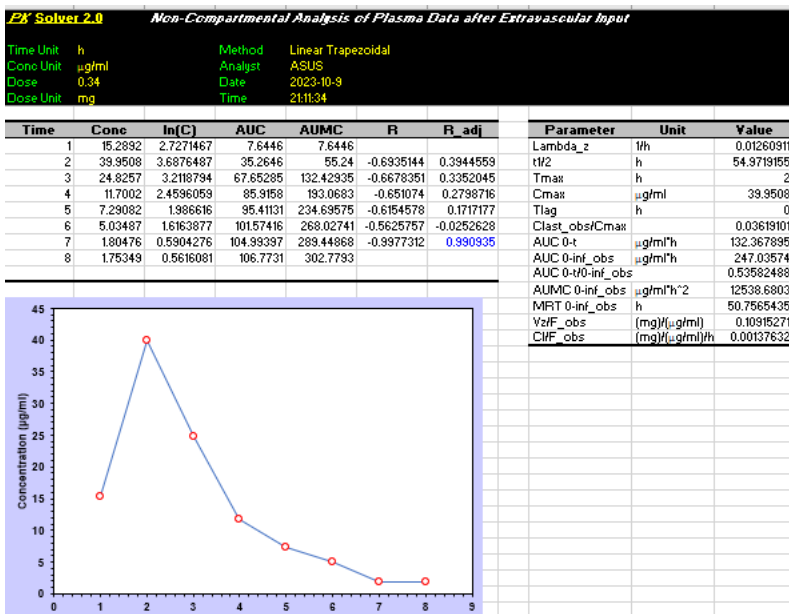 PK Solver 2.0 Non-Compartmental Analysis of Plasma Data after Extravascular Input
Time Unit h Method Linear Trapezoidal
Conc Unit µg/ml Analyst ASUS
Dose 0.34 Date 2023-10-9
Dose Unit mg Time 21:11:34
Time Conc ln(C) AUC AUMC R R_adj Parameter Unit Value
1 15.2892 2.7271467 7.6446 7.6446 Lambda_z 1/h 0.01260911
2 39.9508 3.6876487 35.2646 55.24 -0.6935144 0.3944559 t1/2 h 54.9719155
3 24.8257 3.2118794 67.65285 132.42935 -0.6678351 0.3352045 Tmax h 2
4 11.7002 2.4596059 85.9158 193.0683 -0.651074 0.2798716 Cmax µg/ml 39.9508
5 7.29082 1.986616 95.41131 234.69575 -0.6154578 0.1717177 Tlag h 0
6 5.03487 1.6163877 101.57416 268.02741 -0.5625757 -0.0252628 Clast_obs/Cmax 0.03619101
7 1.80476 0.5904276 104.99397 289.44868 -0.9977312 0.990935 AUC 0-t µg/ml*h 132.367895
8 1.75349 0.5616081 106.7731 302.7793 AUC 0-inf_obs µg/ml*h 247.03574
AUC 0-t/0-inf_obs 0.53582488
AUMC 0-inf_obs µg/ml*h^2 12538.6803
MRT 0-inf_obs h 50.7565435
Vz/F_obs (mg)/(µg/ml) 0.10915271
Cl/F_obs (mg)/(µg/ml)/h 0.00137632
45
40
35
30
25
20
15
10
5
0
Concentration (µg/ml)
0 1 2 3 4 5 6 7 8 9